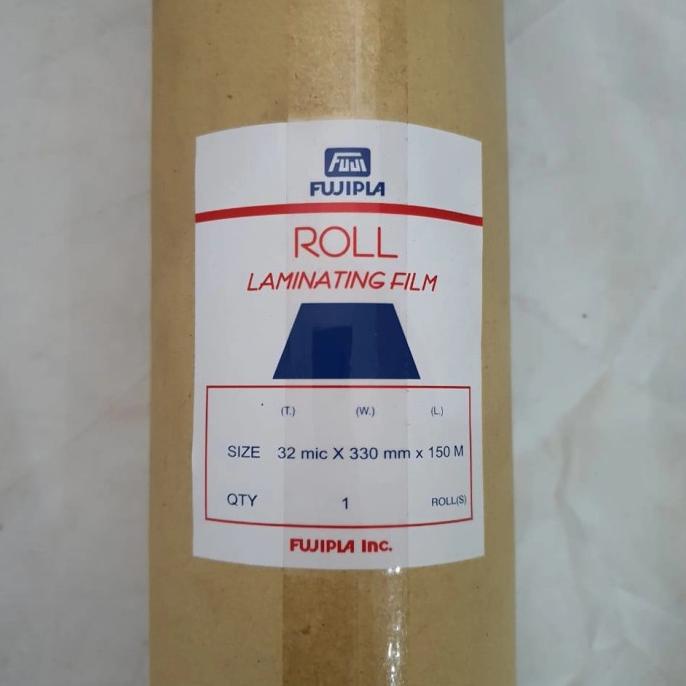 FUJI
FUJIPLA
ROLL
LAMINATING FILM
(T.) (W.) (L.)
SIZE 32 mic X 330 mm x 150 M
QTY 1 ROLL(S)
FUJIPLA Inc.